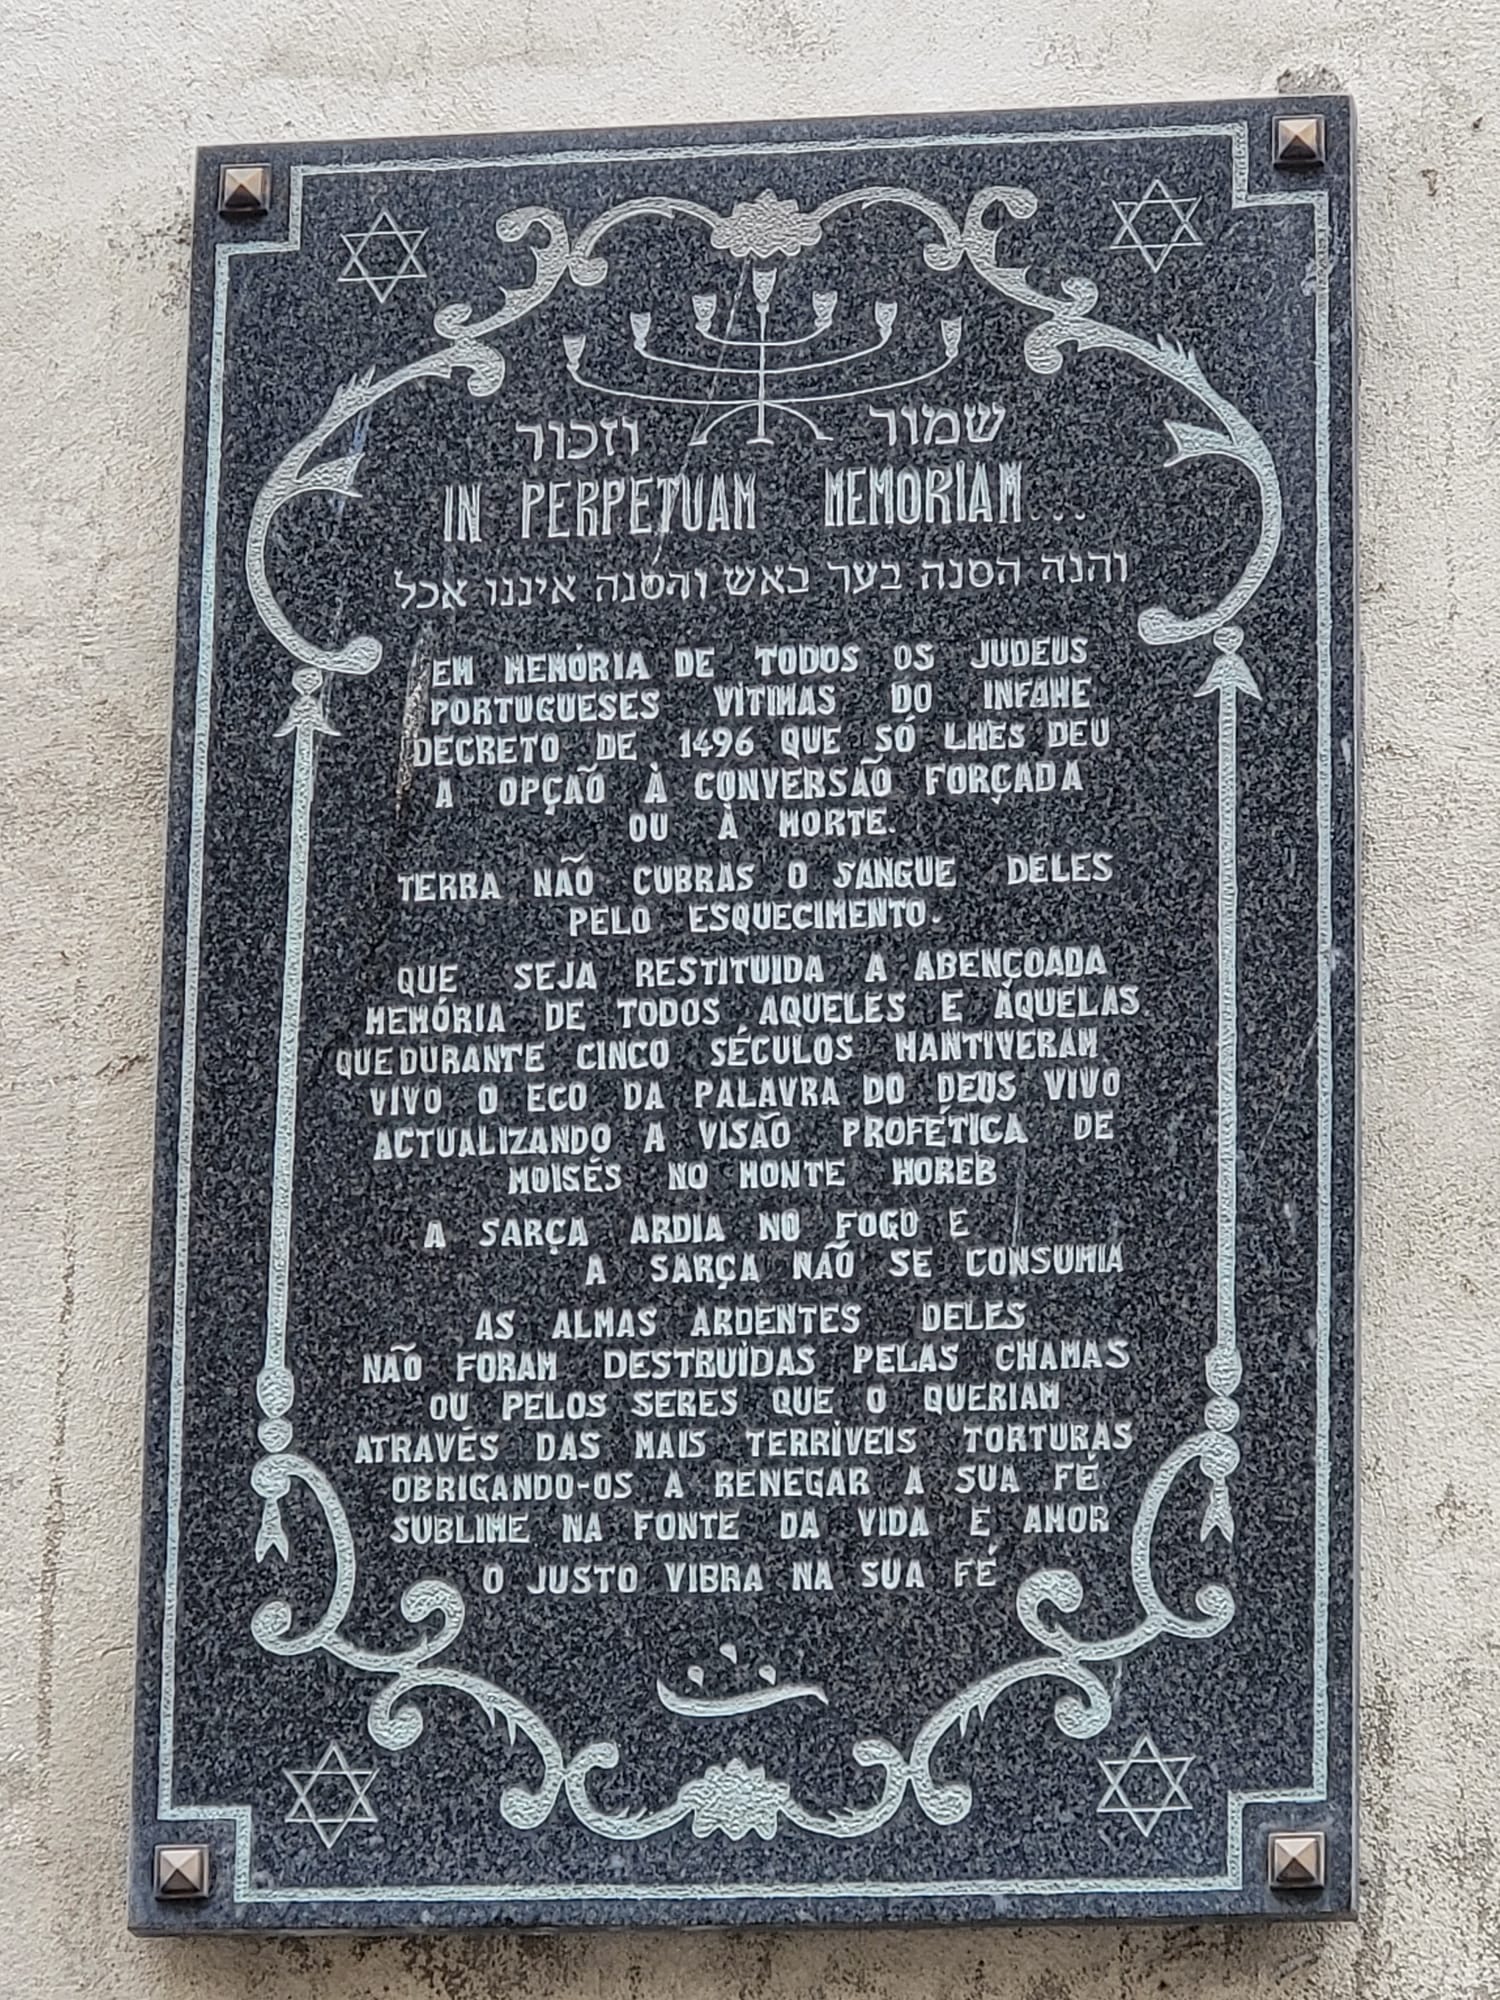 שמור וזכור
IN PERPETUAM MEMORIAM...
והנה הסנה בער באש והסנה איננו אכל
EM MEMÓRIA DE TODOS OS JUDEUS
PORTUGUESES VÍTIMAS DO INFAME
DECRETO DE 1496 QUE SÓ LHES DEU
A OPÇÃO À CONVERSÃO FORÇADA
OU À MORTE.
TERRA NÃO CUBRAS O SANGUE DELES
PELO ESQUECIMENTO.
QUE SEJA RESTITUIDA A ABENÇOADA
MEMÓRIA DE TODOS AQUELES E ÁQUELAS
QUE DURANTE CINCO SÉCULOS MANTIVERAM
VIVO O ECO DA PALAVRA DO DEUS VIVO
ACTUALIZANDO A VISÃO PROFÉTICA DE
MOISÉS NO MONTE HOREB
A SARÇA ARDIA NO FOGO E
A SARÇA NÃO SE CONSUMIA
AS ALMAS ARDENTES DELES
NÃO FORAM DESTRUÍDAS PELAS CHAMAS
OU PELOS SERES QUE O QUERIAM
ATRAVÉS DAS MAIS TERRÍVEIS TORTURAS
OBRIGANDO-OS A RENEGAR A SUA FÉ
SUBLIME NA FONTE DA VIDA E AMOR
O JUSTO VIBRA NA SUA FÉ